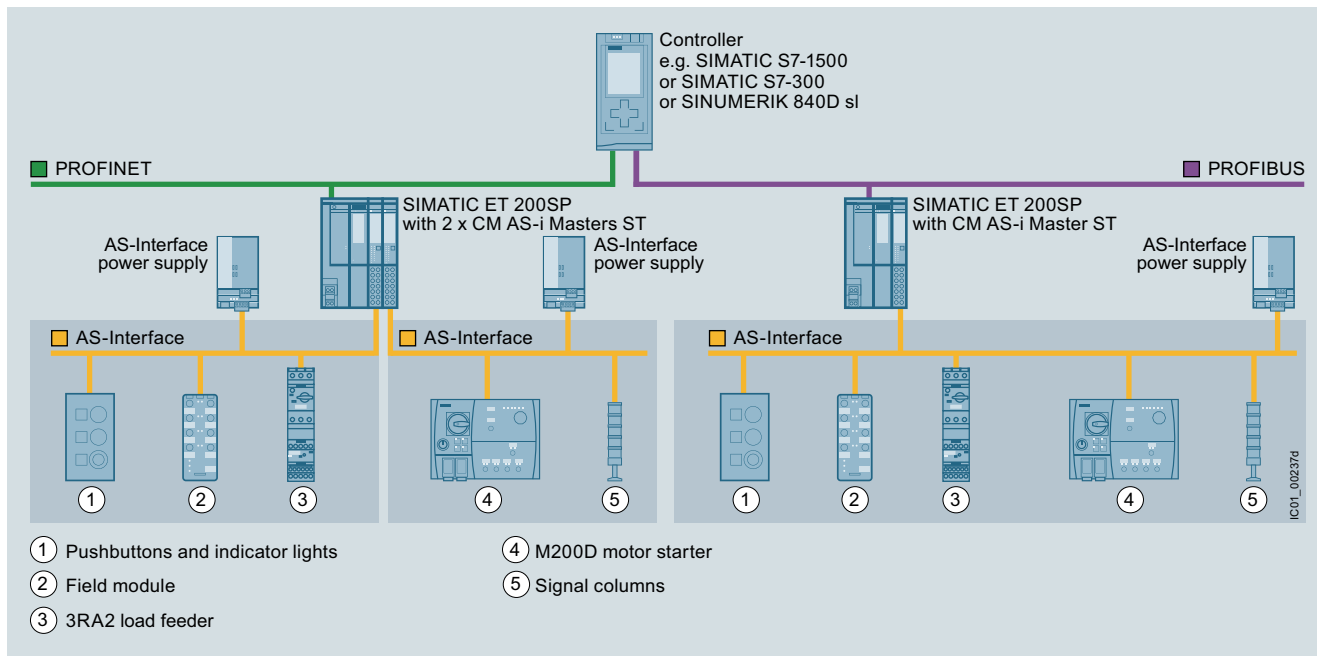 Controller
e.g. SIMATIC S7-1500
or SIMATIC S7-300
or SINUMERIK 840D sl
PROFINET
PROFIBUS
SIMATIC ET 200SP
with 2 x CM AS-i Masters ST
SIMATIC ET 200SP
with CM AS-i Master ST
AS-Interface
power supply
AS-Interface
power supply
AS-Interface
power supply
AS-Interface
AS-Interface
AS-Interface
1
2
3
4
5
1
2
3
4
5
IC01_00237d
1 Pushbuttons and indicator lights
2 Field module
3 3RA2 load feeder
4 M200D motor starter
5 Signal columns